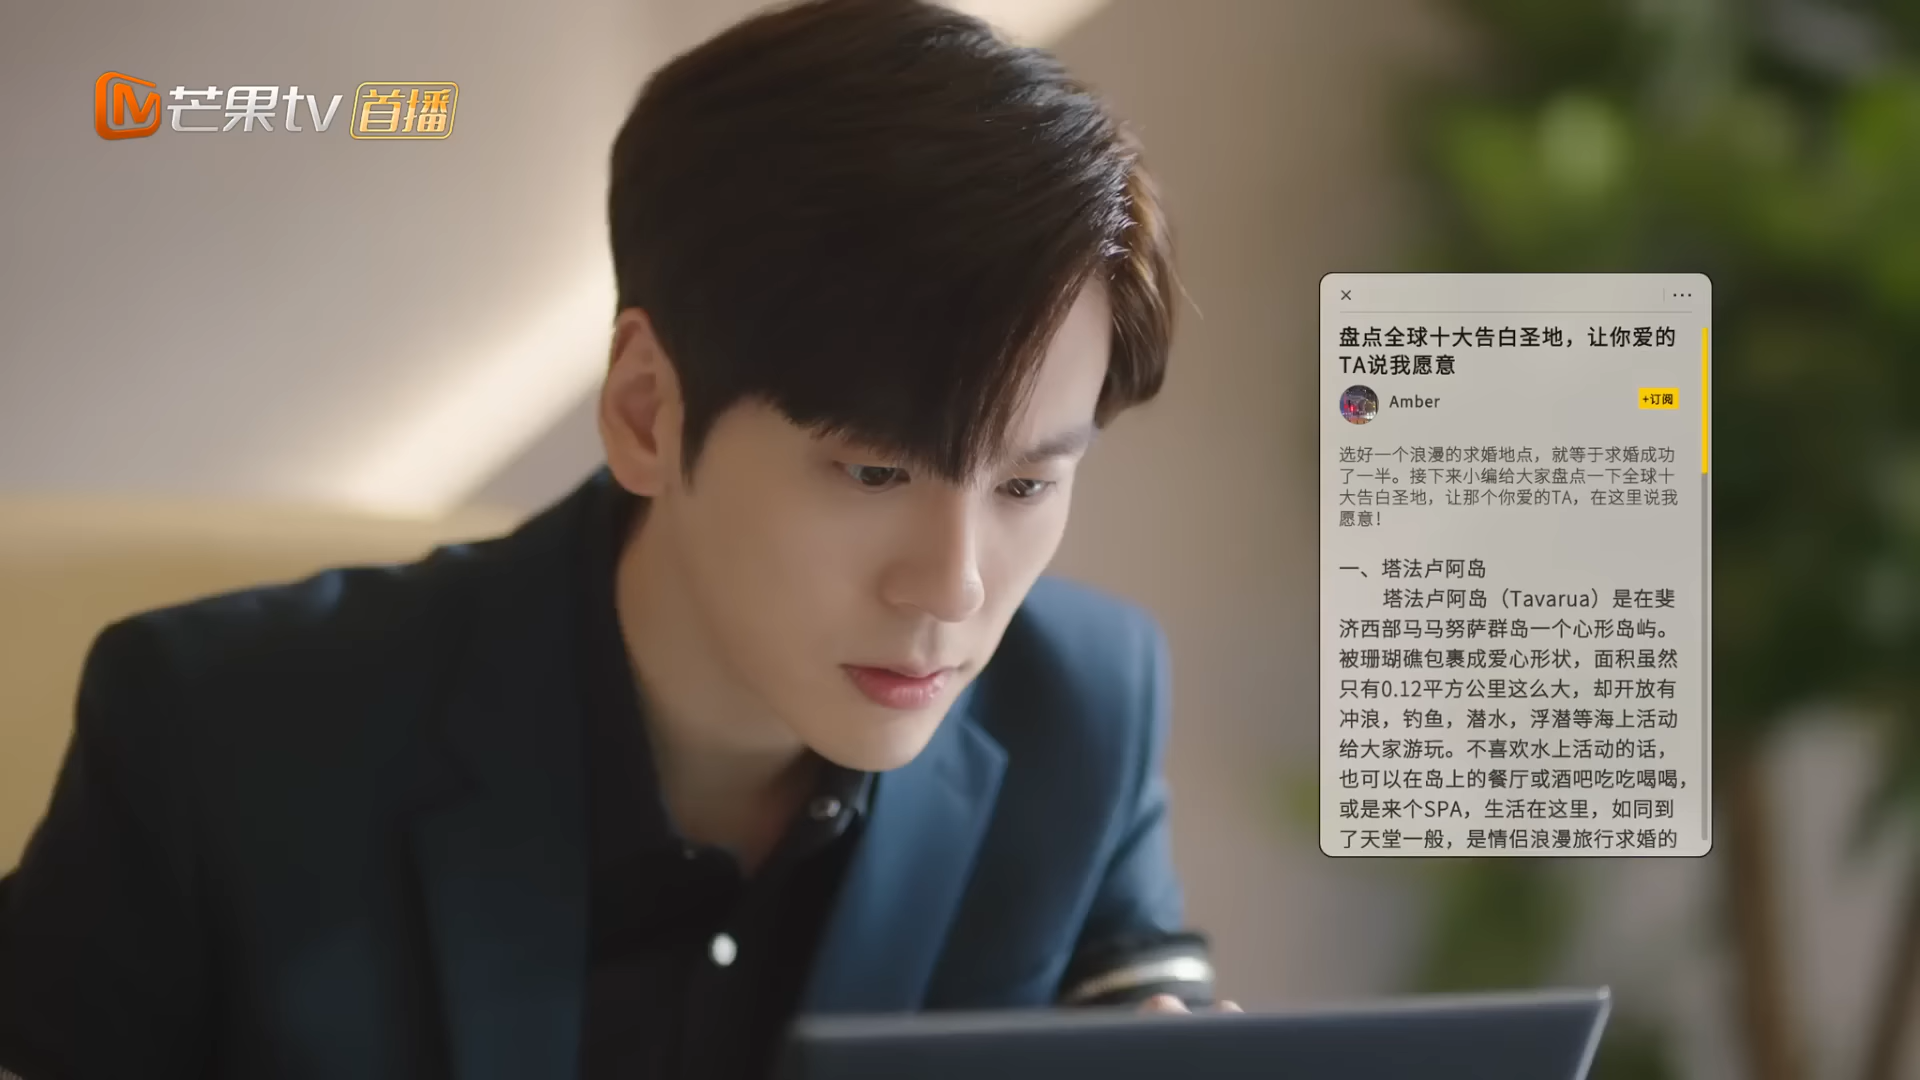 芒果tv 首播
盘点全球十大告白圣地，让你爱的
TA说我愿意
Amber
+订阅
选好一个浪漫的求婚地点，就等于求婚成功
了一半。接下来小编给大家盘点一下全球十
大告白圣地，让那个你爱的TA，在这里说我
愿意！
一、塔法卢阿岛
塔法卢阿岛（Tavarua）是在斐
济西部马马努萨群岛一个心形岛屿。
被珊瑚礁包裹成爱心形状，面积虽然
只有0.12平方公里这么大，却开放有
冲浪，钓鱼，潜水，浮潜等海上活动
给大家游玩。不喜欢水上活动的话，
也可以在岛上的餐厅或酒吧吃吃喝喝，
或是来个SPA，生活在这里，如同到
了天堂一般，是情侣浪漫旅行求婚的